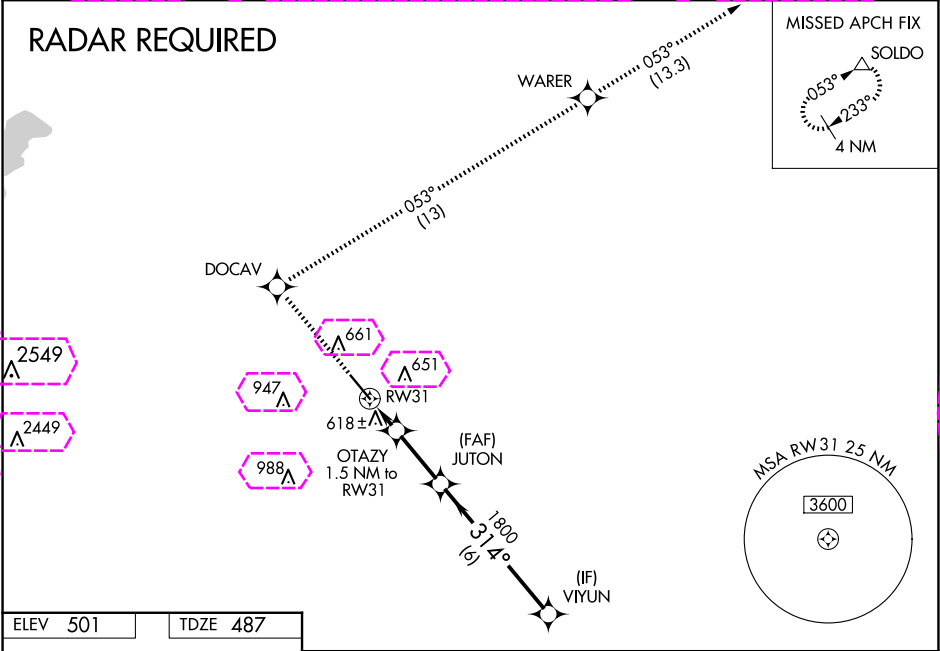 RADAR REQUIRED
MISSED APCH FIX
SOLDO
053°
233°
4 NM
053°
(13.3)
WARER
053°
(13)
DOCAV
661
2549
651
947
RW31
618±
2449
(FAF)
JUTON
OTAZY
1.5 NM to
RW31
988
MSA RW31 25 NM
3600
1800
314°
(6)
(IF)
VIYUN
ELEV 501
TDZE 487